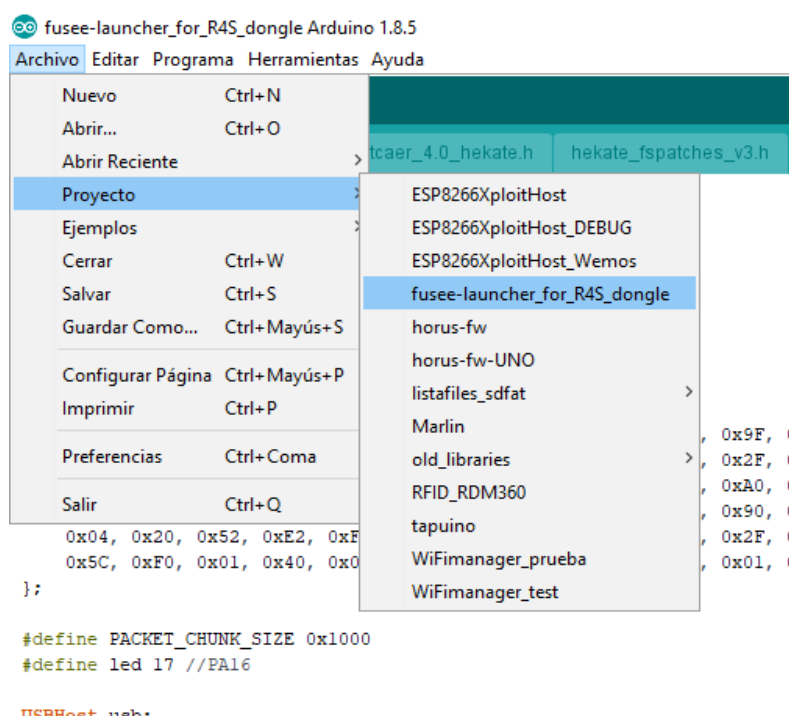 fusee-launcher_for_R4S_dongle Arduino 1.8.5
Archivo Editar Programa Herramientas Ayuda
Nuevo Ctrl+N
Abrir... Ctrl+O
Abrir Reciente
Proyecto
Ejemplos
Cerrar Ctrl+W
Salvar Ctrl+S
Guardar Como... Ctrl+Mayús+S
Configurar Página Ctrl+Mayús+P
Imprimir Ctrl+P
Preferencias Ctrl+Coma
Salir Ctrl+Q
tcaer_4.0_hekate.h hekate_fspatches_v3.h
ESP8266XploitHost
ESP8266XploitHost_DEBUG
ESP8266XploitHost_Wemos
fusee-launcher_for_R4S_dongle
horus-fw
horus-fw-UNO
listafiles_sdfat
Marlin
old_libraries
RFID_RDM360
tapuino
WiFimanager_prueba
WiFimanager_test
, 0x9F,
, 0x2F,
, 0xA0,
, 0x90,
0x04, 0x20, 0x52, 0xE2, 0xF , 0x2F,
0x5C, 0xF0, 0x01, 0x40, 0x0 , 0x01,
};
#define PACKET_CHUNK_SIZE 0x1000
#define led 17 //PA16
USBHost usb;